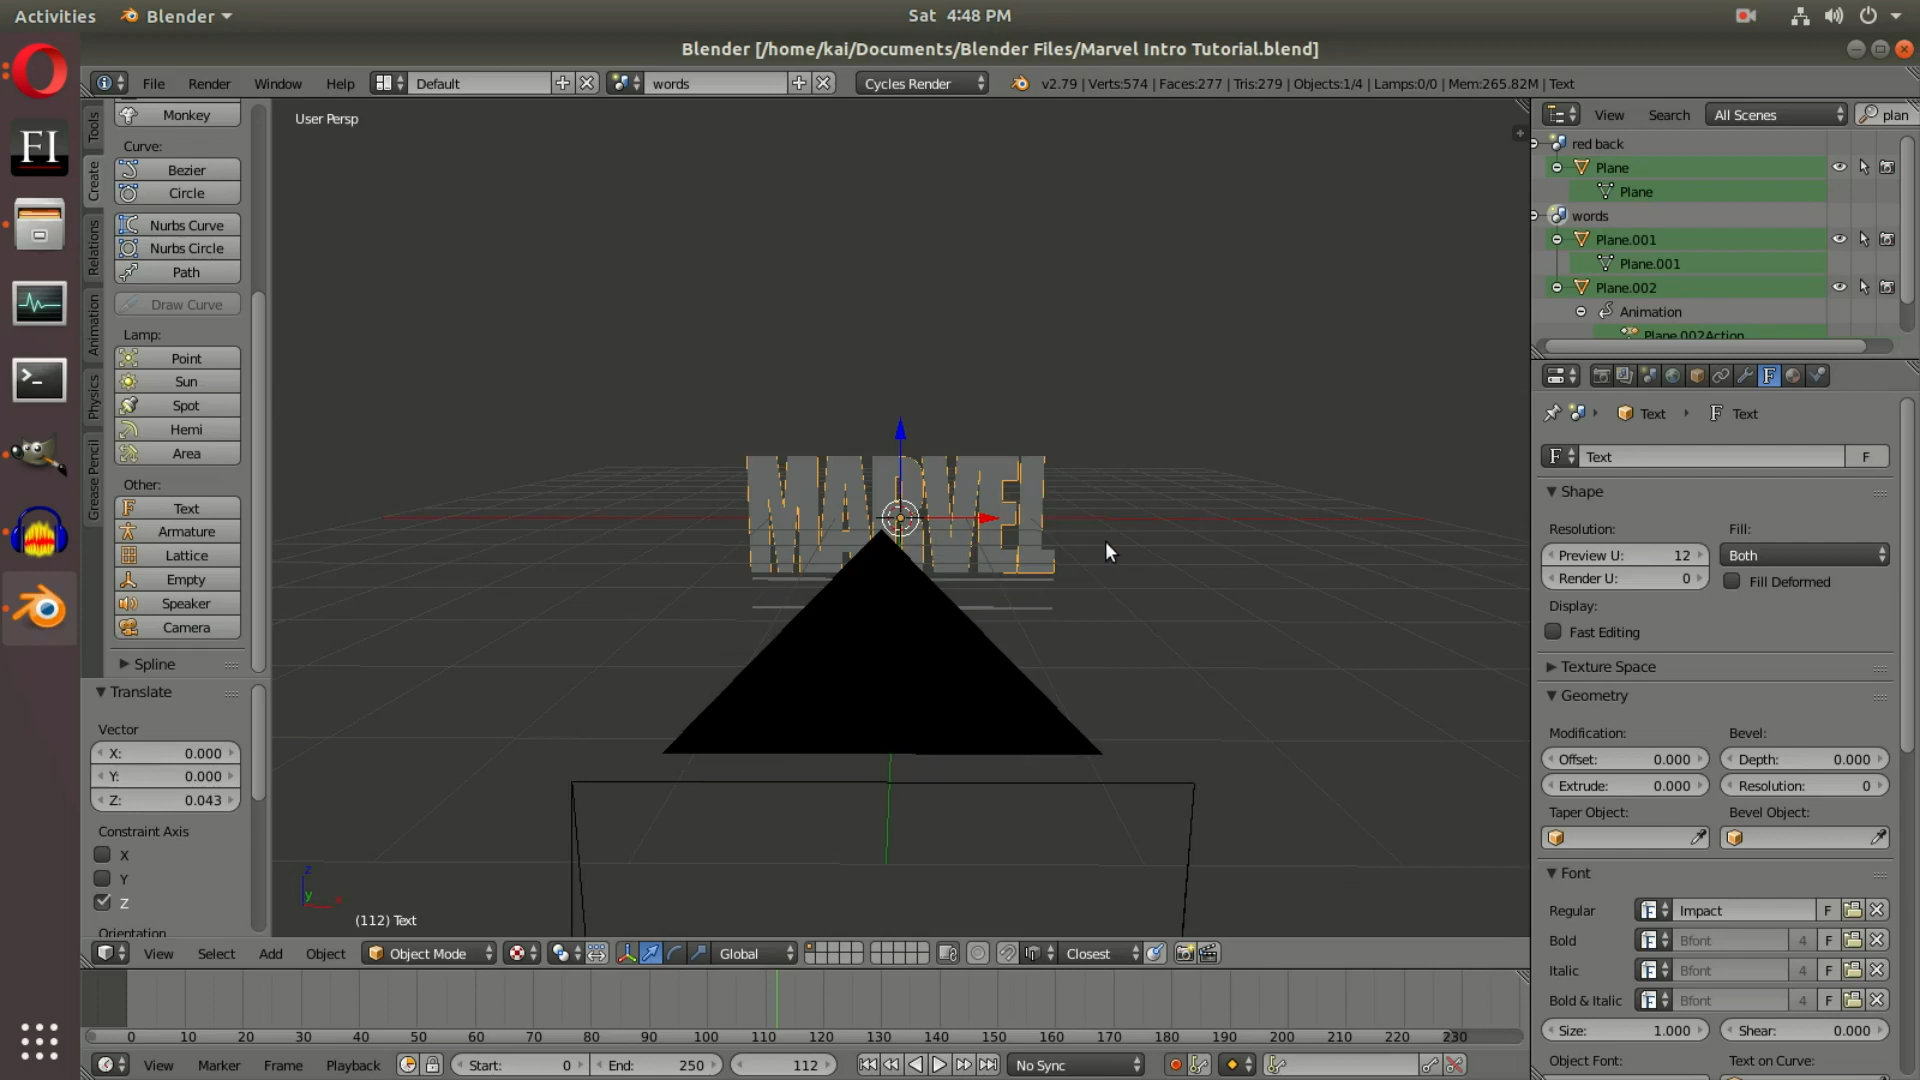 Activities Blender Sat 4:48 PM
Blender [/home/kai/Documents/Blender Files/Marvel Intro Tutorial.blend]
File Render Window Help Default words Cycles Render v2.79 | Verts:574 | Faces:277 | Tris:279 | Objects:1/4 | Lamps:0/0 | Mem:265.82M | Text
FI
Tools
Create
Relations
Animation
Physics
Grease Pencil
Monkey
Curve:
Bezier
Circle
Nurbs Curve
Nurbs Circle
Path
Draw Curve
Lamp:
Point
Sun
Spot
Hemi
Area
Other:
Text
Armature
Lattice
Empty
Speaker
Camera
Spline
Translate
Vector
X: 0.000
Y: 0.000
Z: 0.043
Constraint Axis
X
Y
Z
Orientation
User Persp
MARVEL
z
y
x
(112) Text
View Select Add Object Object Mode Global Closest
0 10 20 30 40 50 60 70 80 90 100 110 120 130 140 150 160 170 180 190 200 210 220 230
View Marker Frame Playback Start: 0 End: 250 112 No Sync
View Search All Scenes plan
red back
Plane
Plane
words
Plane.001
Plane.001
Plane.002
Animation
Plane.002Action
Text F Text
F Text F
Shape
Resolution: Fill:
Preview U: 12 Both
Render U: 0 Fill Deformed
Display:
Fast Editing
Texture Space
Geometry
Modification: Bevel:
Offset: 0.000 Depth: 0.000
Extrude: 0.000 Resolution: 0
Taper Object: Bevel Object:
Font
Regular Impact F
Bold Bfont 4 F
Italic Bfont 4 F
Bold & Italic Bfont 4 F
Size: 1.000 Shear: 0.000
Object Font: Text on Curve: